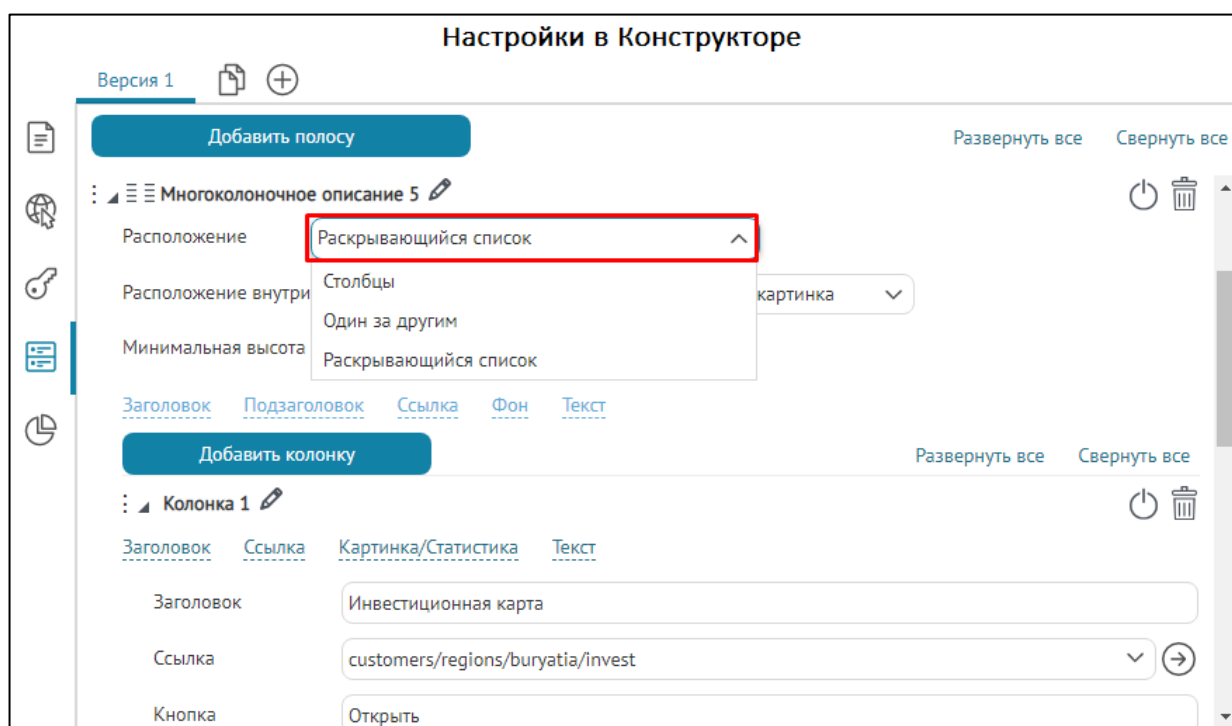 Настройки в Конструкторе
Версия 1
Добавить полосу Развернуть все Свернуть все
Многоколоночное описание 5
Расположение Раскрывающийся список
Столбцы
Расположение внутри картинка
Один за другим
Минимальная высота
Раскрывающийся список
Заголовок Подзаголовок Ссылка Фон Текст
Добавить колонку Развернуть все Свернуть все
Колонка 1
Заголовок Ссылка Картинка/Статистика Текст
Заголовок Инвестиционная карта
Ссылка customers/regions/buryatia/invest
Кнопка Открыть